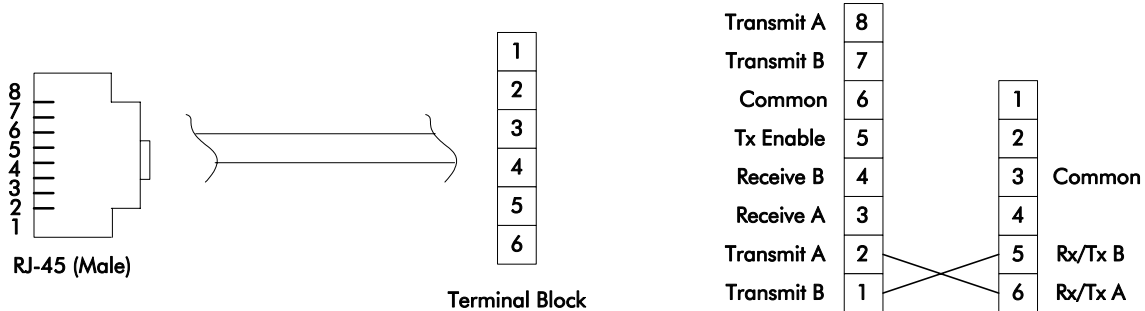 8
7
6
5
4
3
2
1
RJ-45 (Male)
1
2
3
4
5
6
Terminal Block
Transmit A 8
Transmit B 7
Common 6
Tx Enable 5
Receive B 4
Receive A 3
Transmit A 2
Transmit B 1
1
2
3 Common
4
5 Rx/Tx B
6 Rx/Tx A